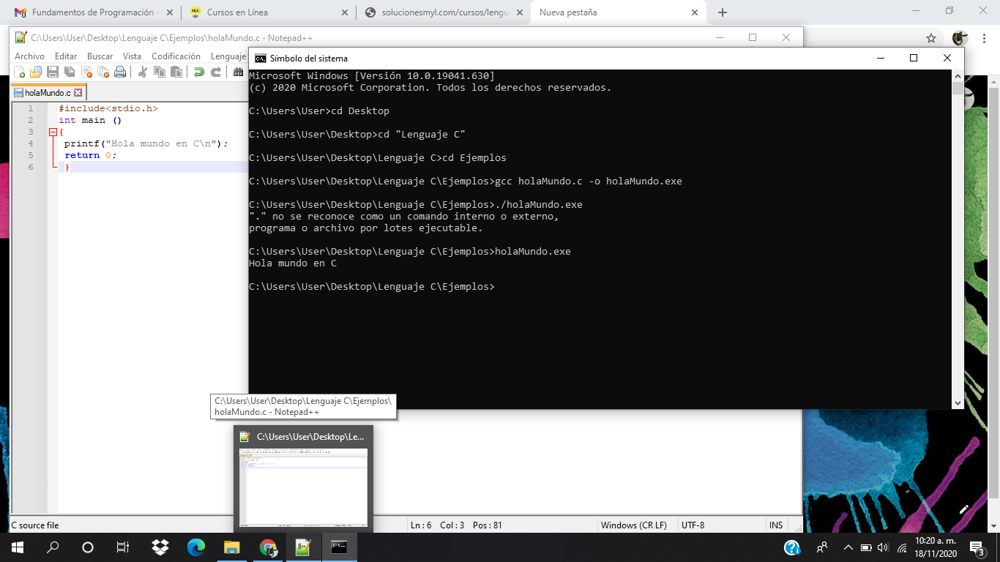 Fundamentos de Programación -
Cursos en Línea
solucionesmyl.com/cursos/lengu
Nueva pestaña
C:\Users\User\Desktop\Lenguaje C\Ejemplos\holaMundo.c - Notepad++
Archivo Editar Buscar Vista Codificación Lenguaje
Símbolo del sistema
holaMundo.c
1 #include<stdio.h>
2 int main ()
3 {
4 printf("Hola mundo en C\n");
5 return 0;
6 }
Microsoft Windows [Versión 10.0.19041.630]
(c) 2020 Microsoft Corporation. Todos los derechos reservados.
C:\Users\User>cd Desktop
C:\Users\User\Desktop>cd "Lenguaje C"
C:\Users\User\Desktop\Lenguaje C>cd Ejemplos
C:\Users\User\Desktop\Lenguaje C\Ejemplos>gcc holaMundo.c -o holaMundo.exe
C:\Users\User\Desktop\Lenguaje C\Ejemplos>./holaMundo.exe
"." no se reconoce como un comando interno o externo,
programa o archivo por lotes ejecutable.
C:\Users\User\Desktop\Lenguaje C\Ejemplos>holaMundo.exe
Hola mundo en C
C:\Users\User\Desktop\Lenguaje C\Ejemplos>
C:\Users\User\Desktop\Lenguaje C\Ejemplos\
holaMundo.c - Notepad++
C:\Users\User\Desktop\Le...
C source file
Ln : 6 Col : 3 Pos : 81
Windows (CR LF)
UTF-8
INS
10:20 a. m.
18/11/2020
3